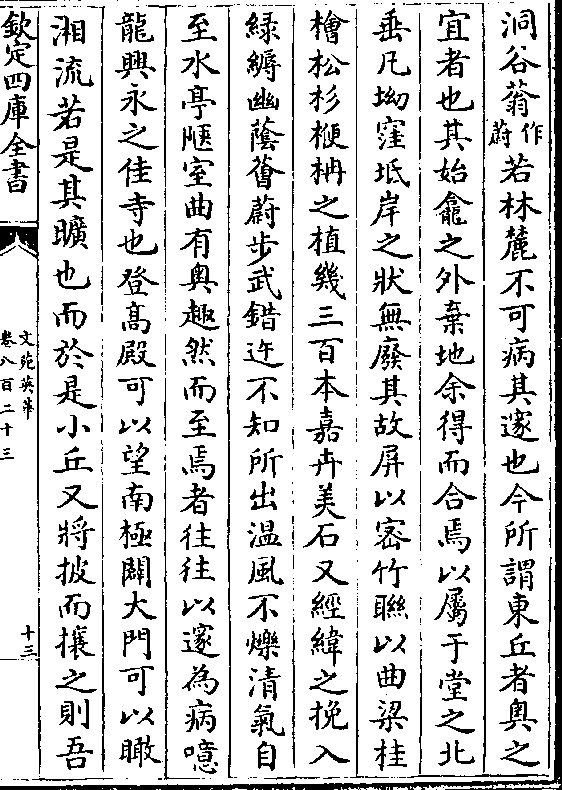 洞谷蓊作蔚若林麓不可病其邃也今所謂東丘者奥之
宜者也其始龕之外棄地余得而合焉以屬于堂之北
垂凡坳窪坻岸之狀無廢其故屏以宻竹聯以曲梁桂
檜松杉楩柟之植幾三百本嘉卉美石又經緯之挽入
緑縟幽蔭薈蔚步武錯迕不知所出温風不爍清氣自
至水亭陿室曲有奥趣然而至焉者往往以邃為病噫
龍興永之佳寺也登髙殿可以望南極闢大門可以瞰
湘流若是其曠也而於是小丘又將披而攘之則吾
欽定四庫全書
文苑英華
卷八百二十三
十三